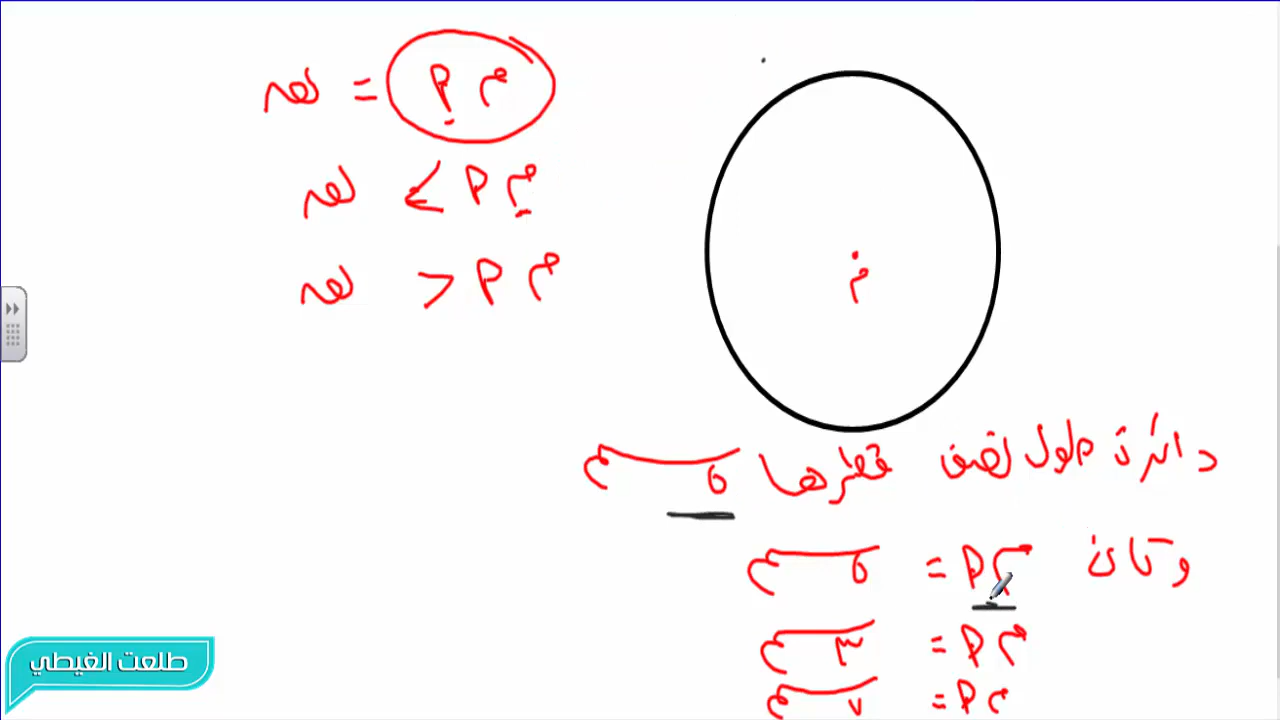 م أ = نق
م أ > نق
م أ < نق
م
دائرة طول نصف قطرها ٥ سم
وكان م أ = ٥ سم
م أ = ٣ سم
م أ = ٧ سم
طلعت الغيطي